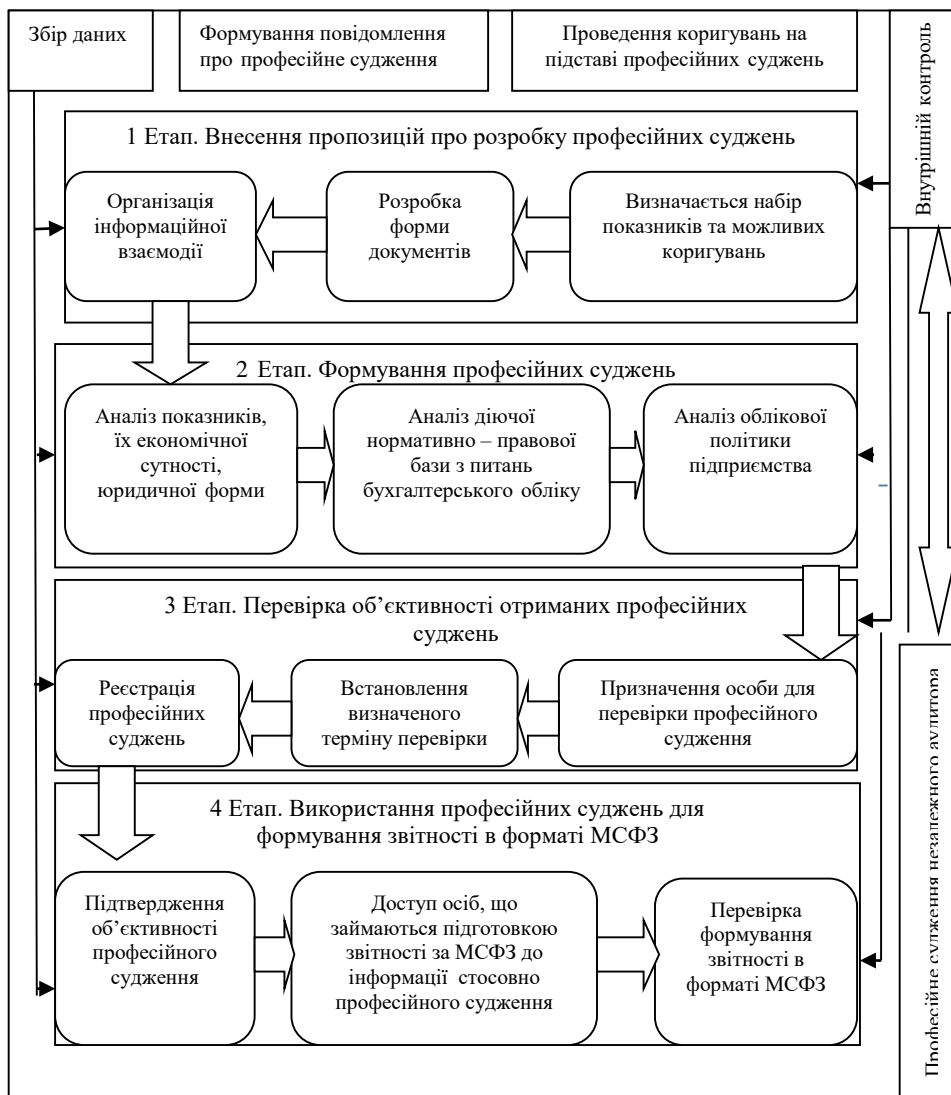 Збір даних
Формування повідомлення
про професійне судження
Проведення коригувань на
підставі професійних суджень
Внутрішній контроль
1 Етап. Внесення пропозицій про розробку професійних суджень
Організація
інформаційної
взаємодії
Розробка
форми
документів
Визначається набір
показників та можливих
коригувань
2 Етап. Формування професійних суджень
Аналіз показників,
їх економічної
сутності,
юридичної форми
Аналіз діючої
нормативно – правової
бази з питань
бухгалтерського обліку
Аналіз облікової
політики
підприємства
3 Етап. Перевірка об’єктивності отриманих професійних
суджень
Реєстрація
професійних
суджень
Встановлення
визначеного
терміну перевірки
Призначення особи для
перевірки професійного
судження
Професійне судження незалежного аудитора
4 Етап. Використання професійних суджень для
формування звітності в форматі МСФЗ
Підтвердження
об’єктивності
професійного
судження
Доступ осіб, що
займаються підготовкою
звітності за МСФЗ до
інформації стосовно
професійного судження
Перевірка
формування
звітності в
форматі МСФЗ